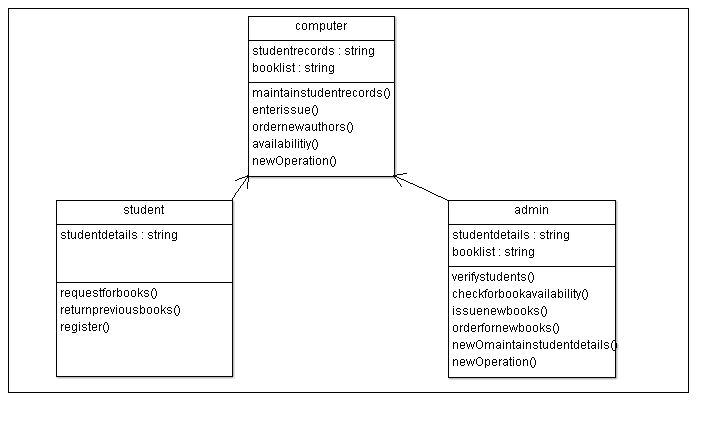 computer
studentrecords : string
booklist : string
maintainstudentrecords()
enterissue()
ordernewauthors()
availabilitiy()
newOperation()
student
studentdetails : string
requestforbooks()
returnpreviousbooks()
register()
admin
studentdetails : string
booklist : string
verifystudents()
checkforbookavailability()
issuenewbooks()
orderfornewbooks()
newOmaintainstudentdetails()
newOperation()